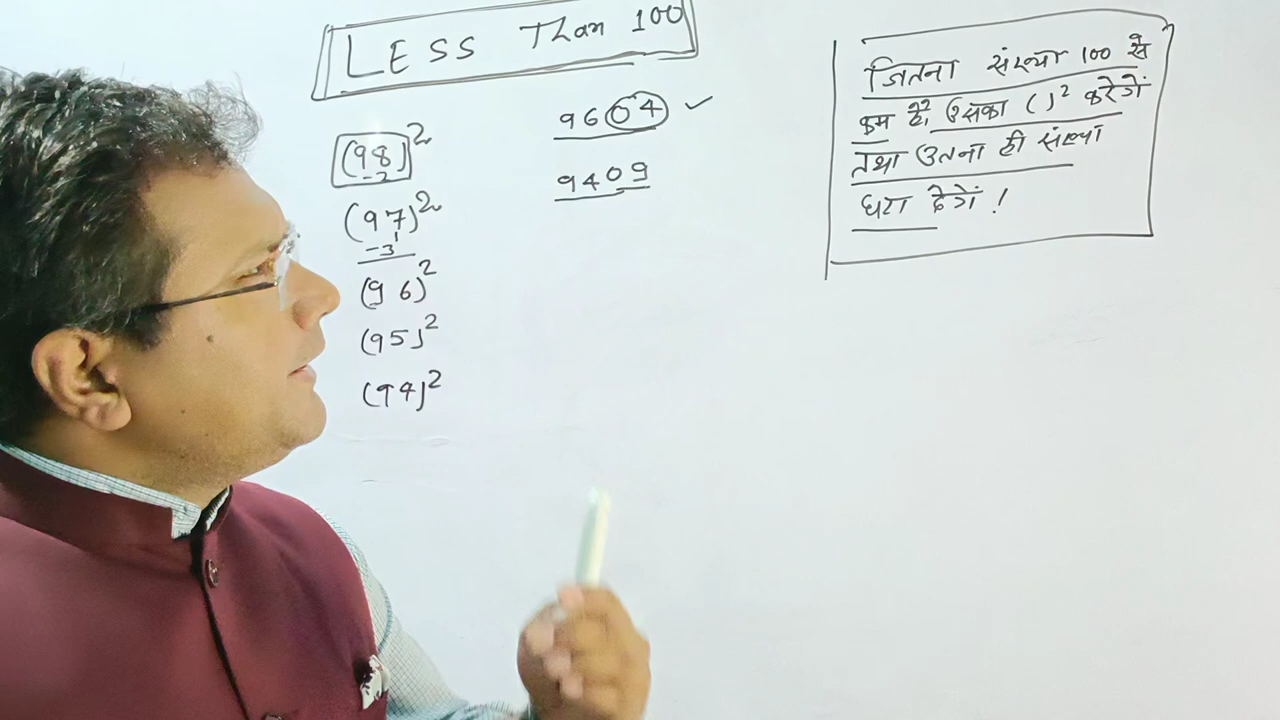 LESS Than 100
(98)²
-2
9604 ✓
(97)²
-3
9409
(96)²
(95)²
(94)²
जितना संख्या 100 से
कम है, उसका ( )² करेगें
तथा उतना ही संख्या
घटा देगें !